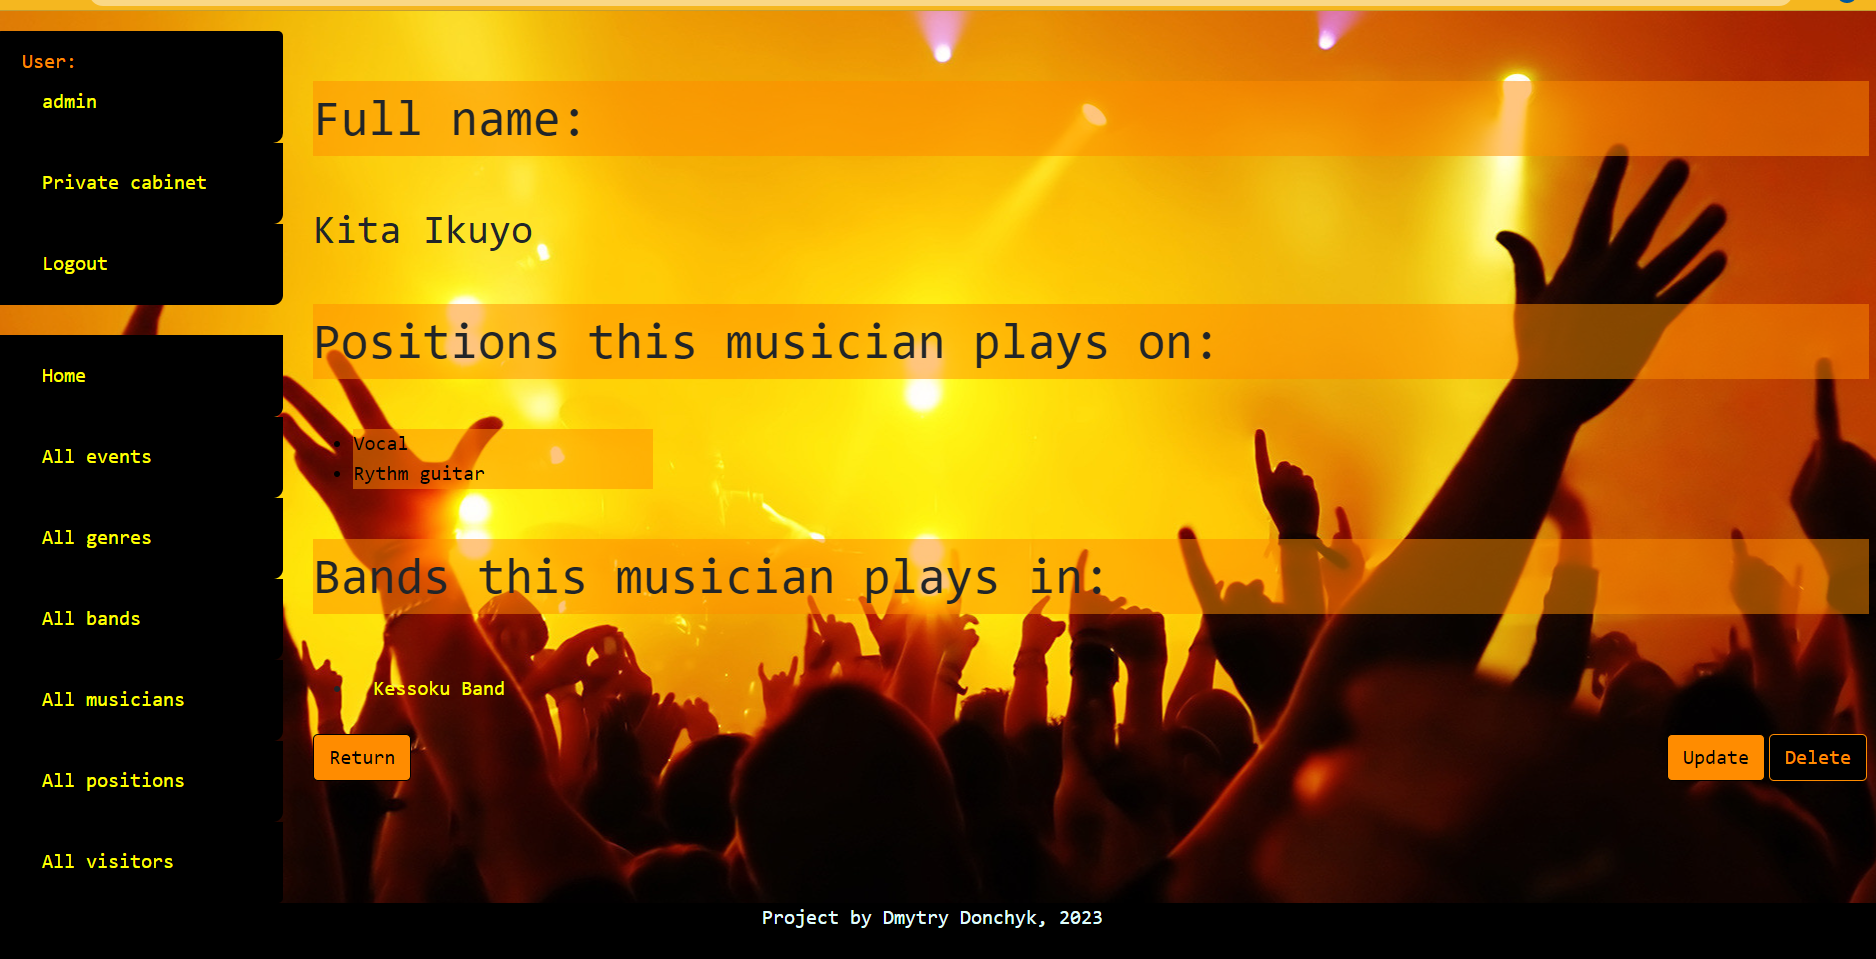 User:
admin
Private cabinet
Logout
Home
All events
All genres
All bands
All musicians
All positions
All visitors
Full name:
Kita Ikuyo
Positions this musician plays on:
Vocal
Rythm guitar
Bands this musician plays in:
Kessoku Band
Return
Update
Delete
Project by Dmytry Donchyk, 2023